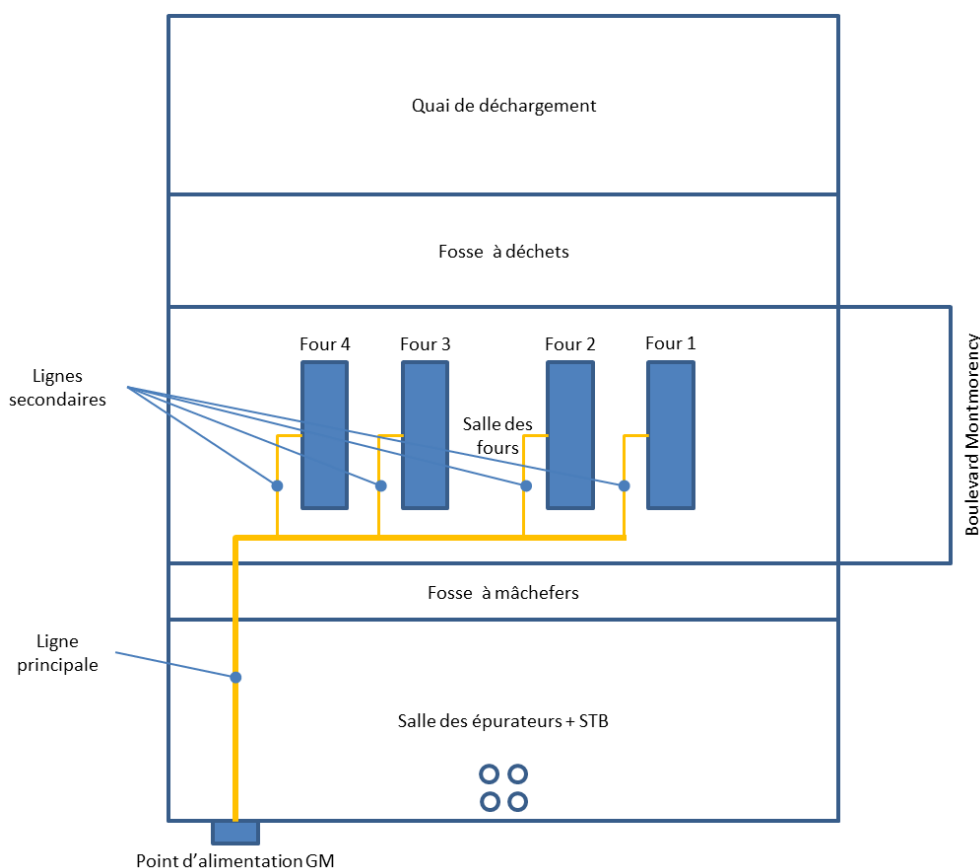 Quai de déchargement
Fosse à déchets
Four 4
Four 3
Four 2
Four 1
Lignes
secondaires
Salle des
fours
Boulevard Montmorency
Fosse à mâchefers
Ligne
principale
Salle des épurateurs + STB
Point d'alimentation GM